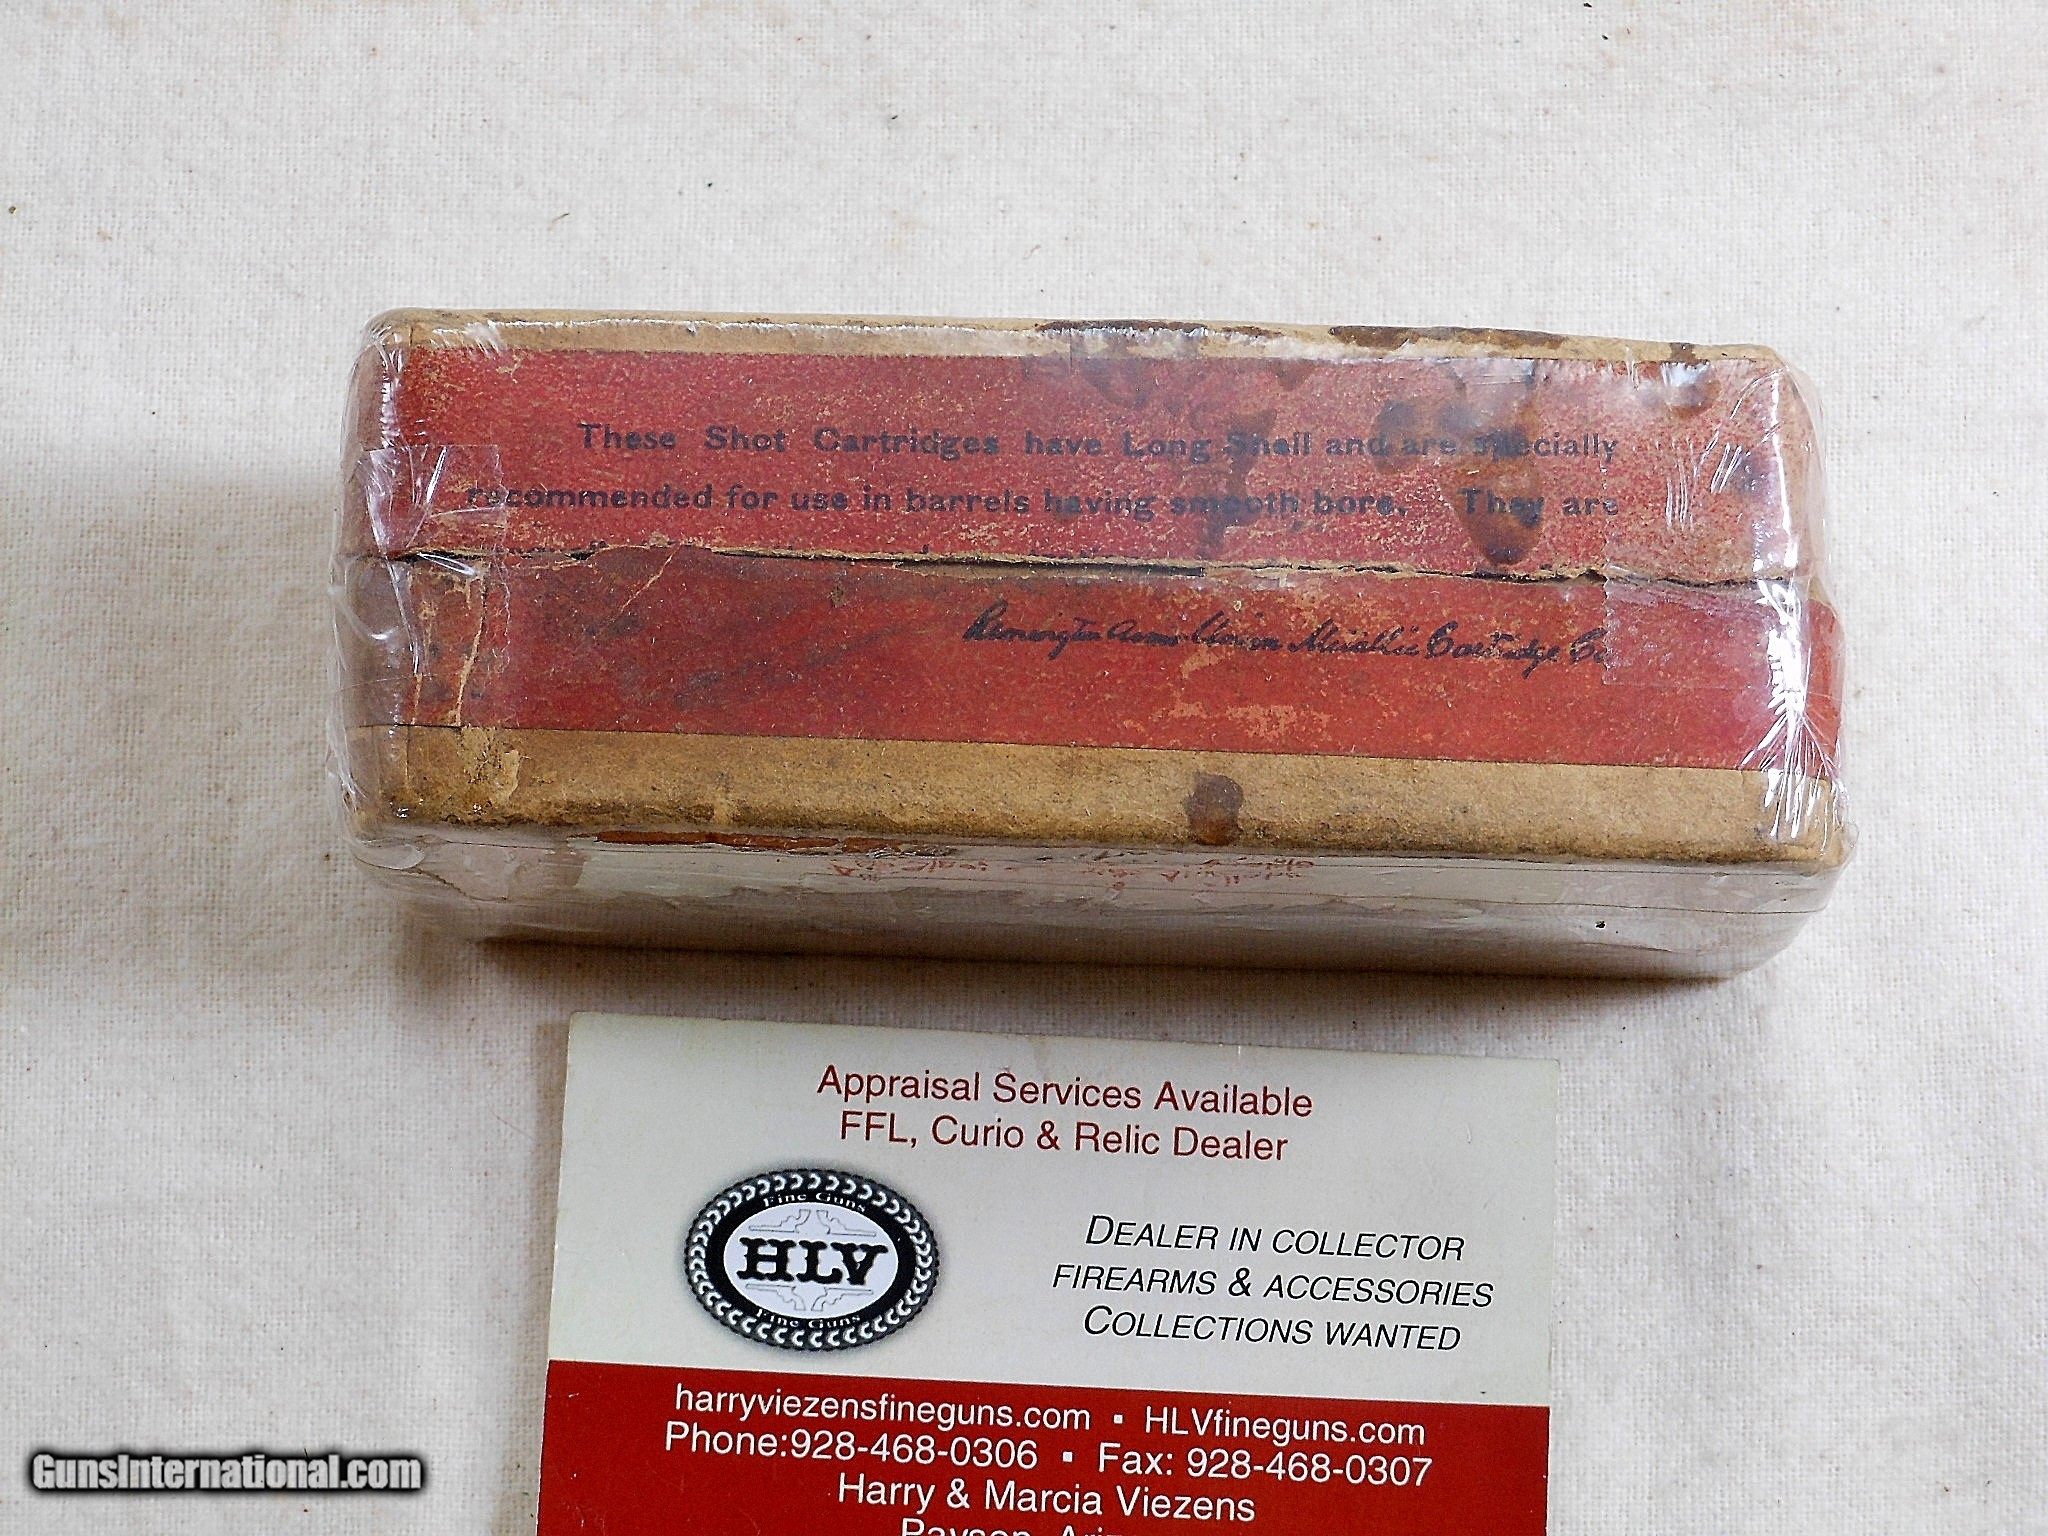 These Shot Cartridges have Long Shell and are specially
recommended for use in barrels having smooth bore. They are
Remington Arms Union Metallic Cartridge Co
Appraisal Services Available
FFL, Curio & Relic Dealer
Fine Guns
HLV
Fine Guns
DEALER IN COLLECTOR
FIREARMS & ACCESSORIES
COLLECTIONS WANTED
harryviezensfineguns.com ▪ HLVfineguns.com
Phone:928-468-0306 ▪ Fax: 928-468-0307
Harry & Marcia Viezens
Payson,
GunsInternational.com